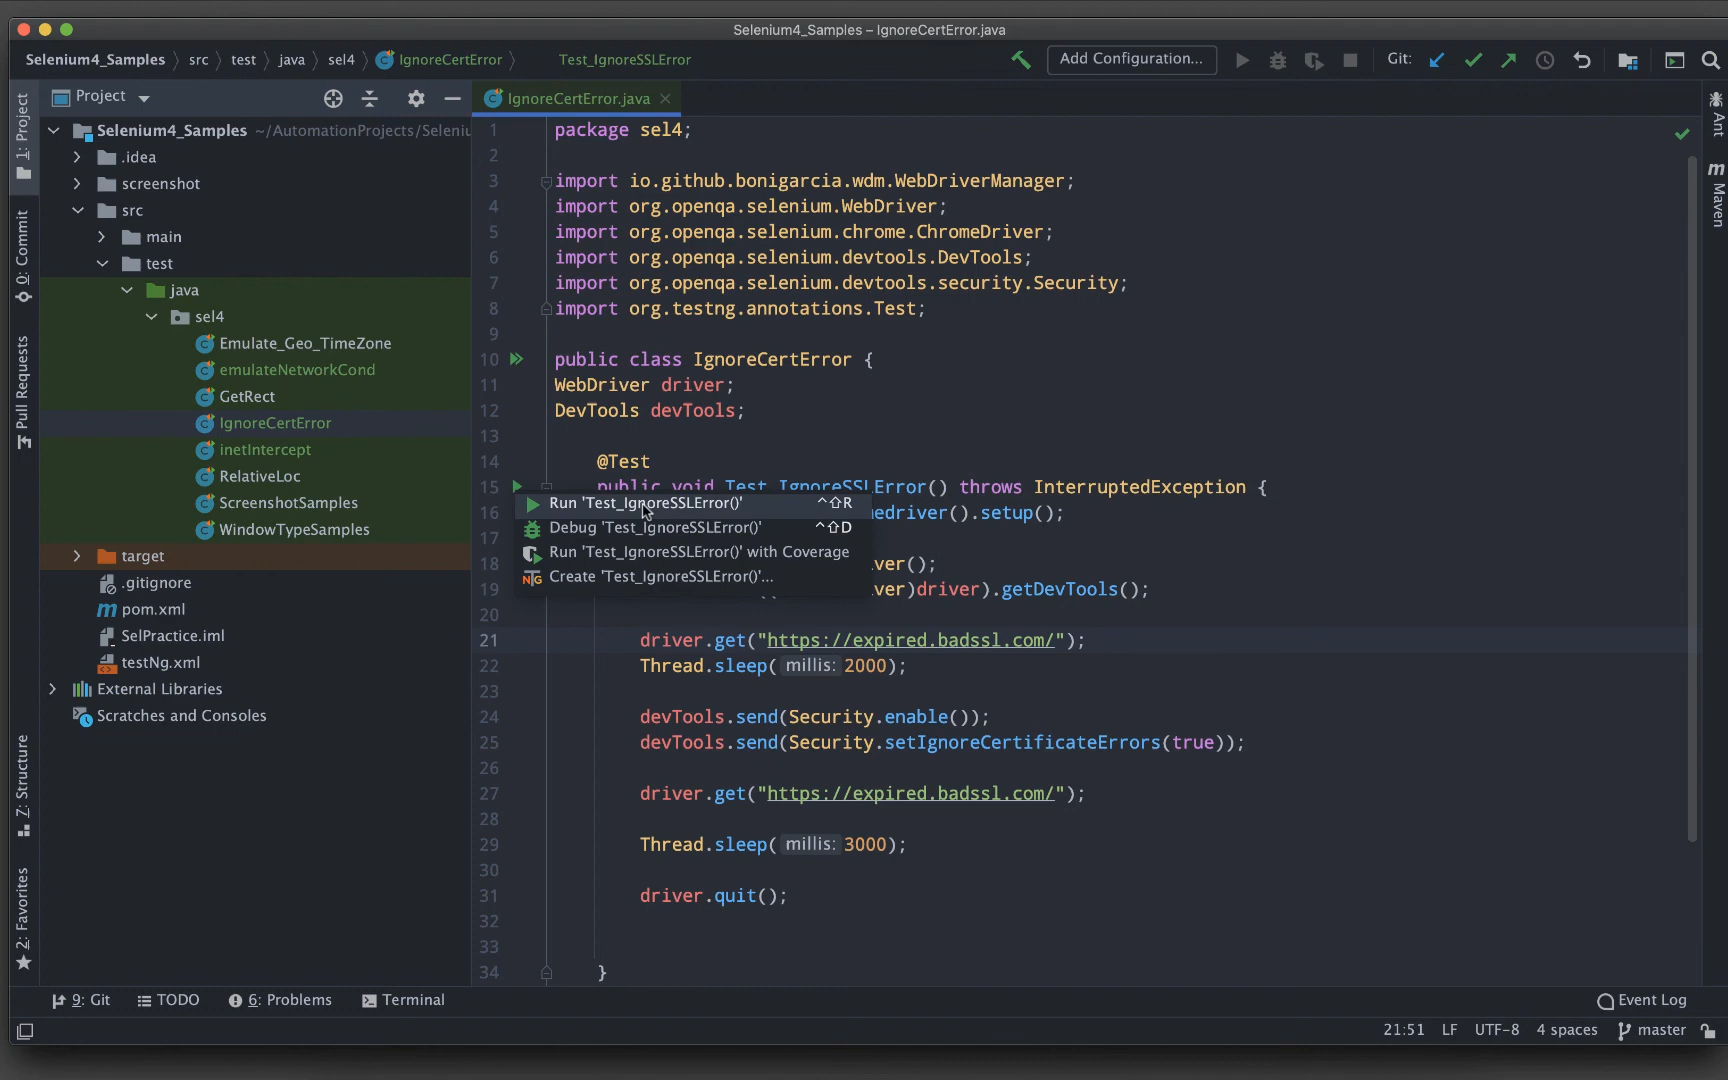 Selenium4_Samples – IgnoreCertError.java
Selenium4_Samples 〉 src 〉 test 〉 java 〉 sel4 〉 IgnoreCertError 〉 Test_IgnoreSSLError
Add Configuration...
Git:
Project
IgnoreCertError.java
1: Project
0: Commit
Pull Requests
7: Structure
2: Favorites
Ant
m Maven
Selenium4_Samples ~/AutomationProjects/Seleniu
.idea
screenshot
src
main
test
java
sel4
Emulate_Geo_TimeZone
emulateNetworkCond
GetRect
IgnoreCertError
inetIntercept
RelativeLoc
ScreenshotSamples
WindowTypeSamples
target
.gitignore
m pom.xml
SelPractice.iml
testNg.xml
External Libraries
Scratches and Consoles
1 package sel4;
2
3 import io.github.bonigarcia.wdm.WebDriverManager;
4 import org.openqa.selenium.WebDriver;
5 import org.openqa.selenium.chrome.ChromeDriver;
6 import org.openqa.selenium.devtools.DevTools;
7 import org.openqa.selenium.devtools.security.Security;
8 import org.testng.annotations.Test;
9
10 public class IgnoreCertError {
11 WebDriver driver;
12 DevTools devTools;
13
14 @Test
15 public void Test_IgnoreSSLError() throws InterruptedException {
16 edriver().setup();
17
18 ver();
19 ver)driver).getDevTools();
20
21 driver.get("https://expired.badssl.com/");
22 Thread.sleep( millis: 2000);
23
24 devTools.send(Security.enable());
25 devTools.send(Security.setIgnoreCertificateErrors(true));
26
27 driver.get("https://expired.badssl.com/");
28
29 Thread.sleep( millis: 3000);
30
31 driver.quit();
32
33
34 }
Run 'Test_IgnoreSSLError()' ^⇧R
Debug 'Test_IgnoreSSLError()' ^⇧D
Run 'Test_IgnoreSSLError()' with Coverage
NG Create 'Test_IgnoreSSLError()'...
9: Git
TODO
6: Problems
Terminal
Event Log
21:51 LF UTF-8 4 spaces master